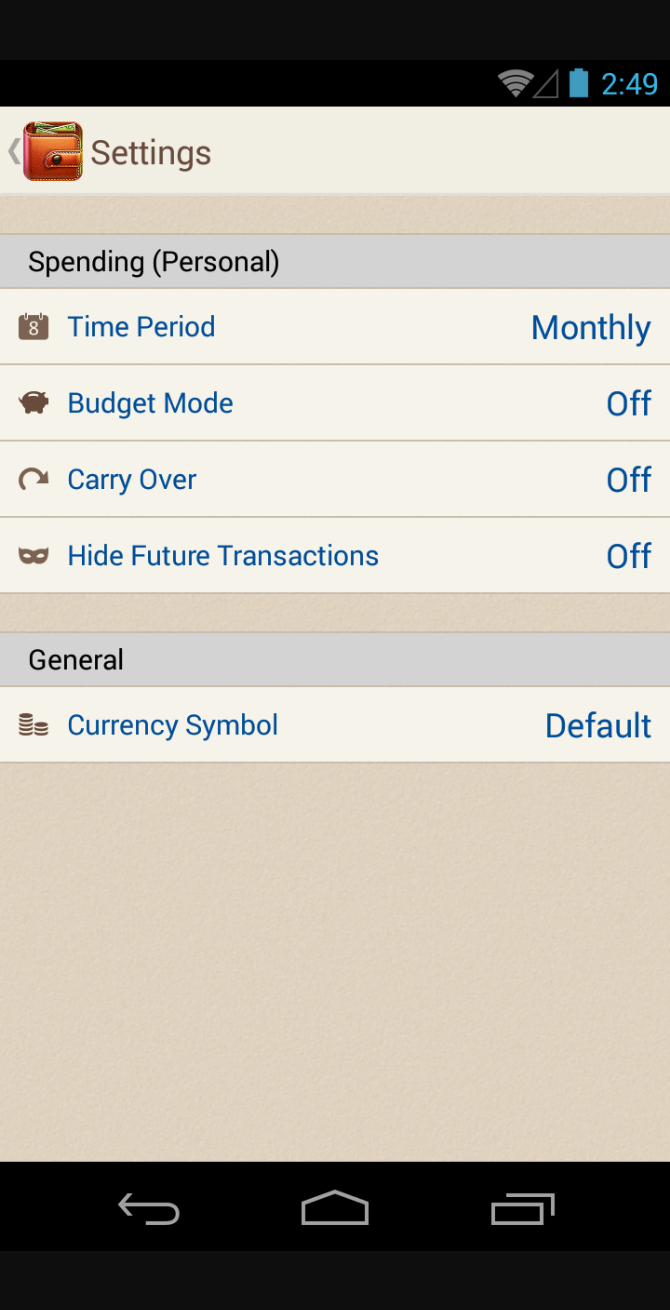 2:49
Settings
Spending (Personal)
8 Time Period Monthly
Budget Mode Off
Carry Over Off
Hide Future Transactions Off
General
Currency Symbol Default